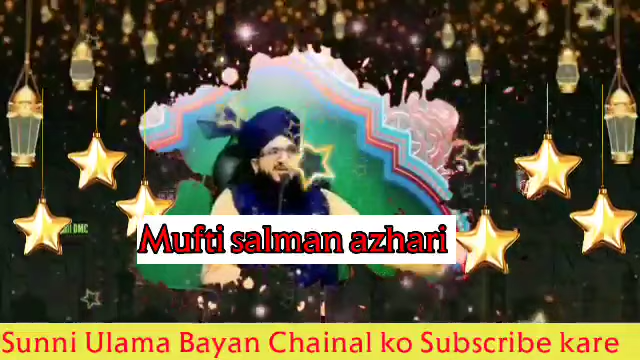 Mufti salman azhari
Sunni Ulama Bayan Chainal ko Subscribe kare